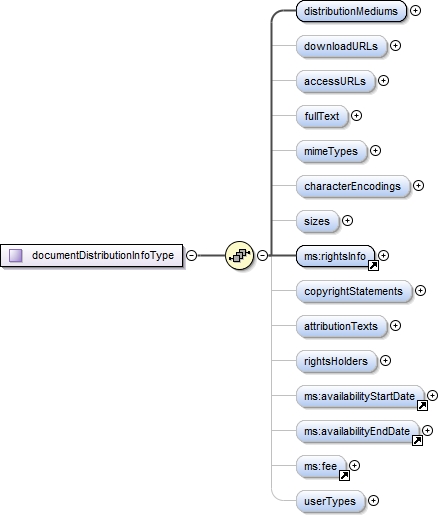 distributionMediums
downloadURLs
accessURLs
fullText
mimeTypes
characterEncodings
sizes
documentDistributionInfoType
ms:rightsInfo
copyrightStatements
attributionTexts
rightsHolders
ms:availabilityStartDate
ms:availabilityEndDate
ms:fee
userTypes